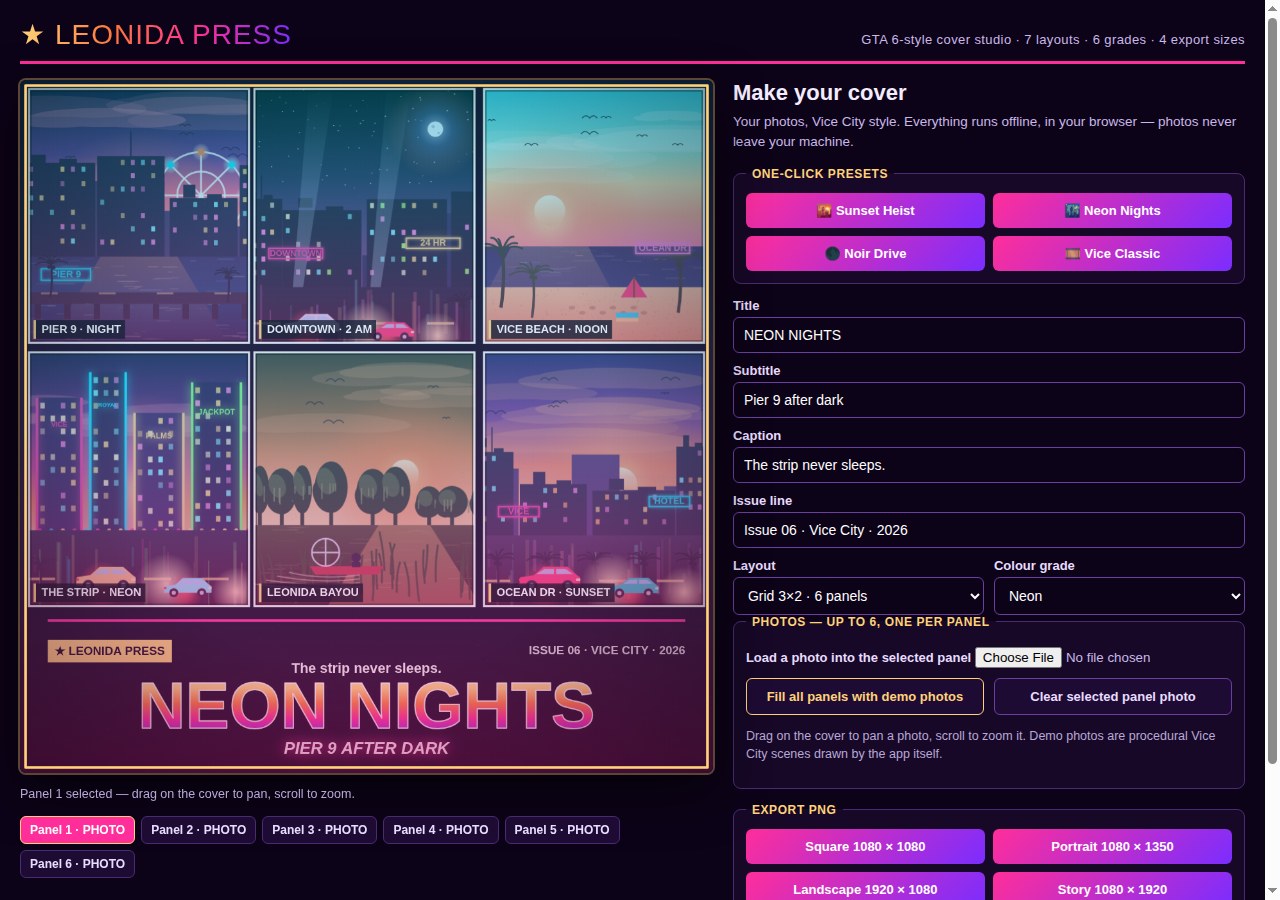 ★ LEONIDA PRESS
GTA 6-style cover studio · 7 layouts · 6 grades · 4 export sizes
PIER 9
PIER 9 · NIGHT
DOWNTOWN
24 HR
DOWNTOWN · 2 AM
OCEAN DR
VICE BEACH · NOON
JACKPOT
PALMS
THE STRIP · NEON
LEONIDA BAYOU
VICE
HOTEL
OCEAN DR · SUNSET
★ LEONIDA PRESS
ISSUE 06 · VICE CITY · 2026
The strip never sleeps.
NEON NIGHTS
PIER 9 AFTER DARK
Panel 1 selected — drag on the cover to pan, scroll to zoom.
Panel 1 · PHOTO
Panel 2 · PHOTO
Panel 3 · PHOTO
Panel 4 · PHOTO
Panel 5 · PHOTO
Panel 6 · PHOTO
Make your cover
Your photos, Vice City style. Everything runs offline, in your browser — photos never
leave your machine.
ONE-CLICK PRESETS
Sunset Heist
Neon Nights
Noir Drive
Vice Classic
Title
NEON NIGHTS
Subtitle
Pier 9 after dark
Caption
The strip never sleeps.
Issue line
Issue 06 · Vice City · 2026
Layout
Colour grade
Grid 3×2 · 6 panels
Neon
PHOTOS — UP TO 6, ONE PER PANEL
Load a photo into the selected panel Choose File No file chosen
Fill all panels with demo photos
Clear selected panel photo
Drag on the cover to pan a photo, scroll to zoom it. Demo photos are procedural Vice
City scenes drawn by the app itself.
EXPORT PNG
Square 1080 × 1080
Portrait 1080 × 1350
Landscape 1920 × 1080
Story 1080 × 1920